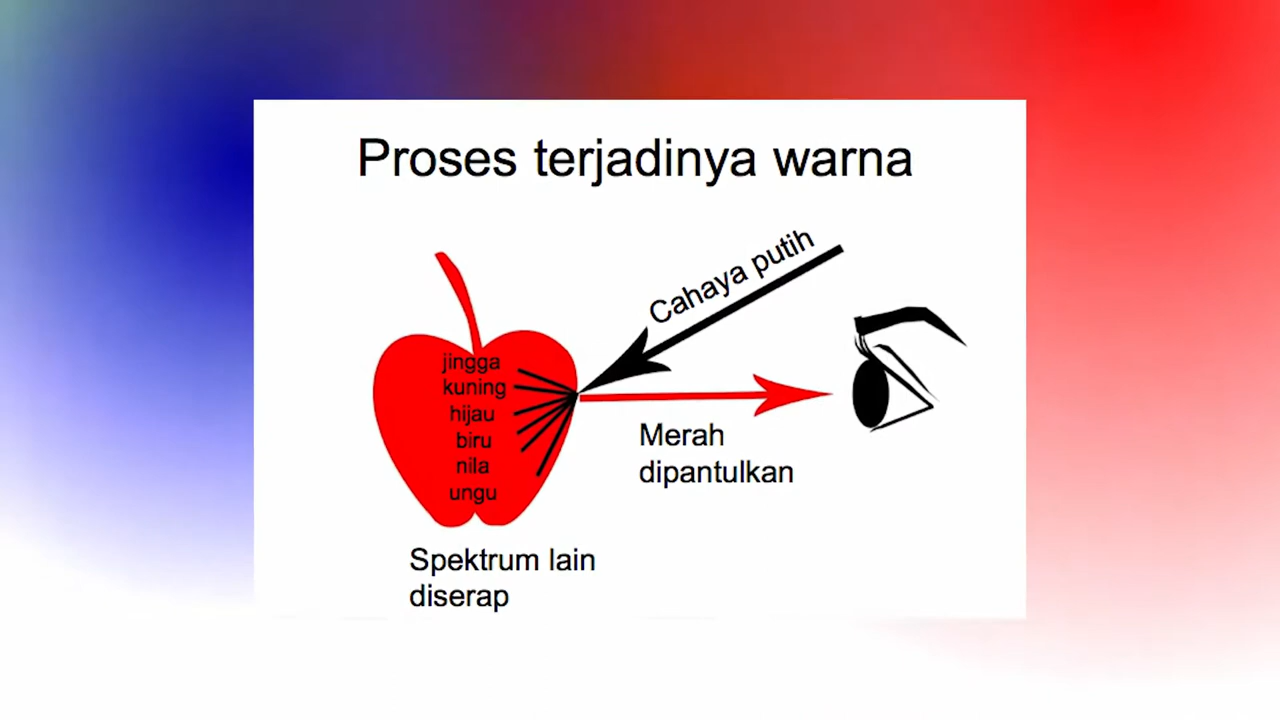 Proses terjadinya warna
Cahaya putih
jingga
kuning
hijau
biru
nila
ungu
Merah
dipantulkan
Spektrum lain
diserap